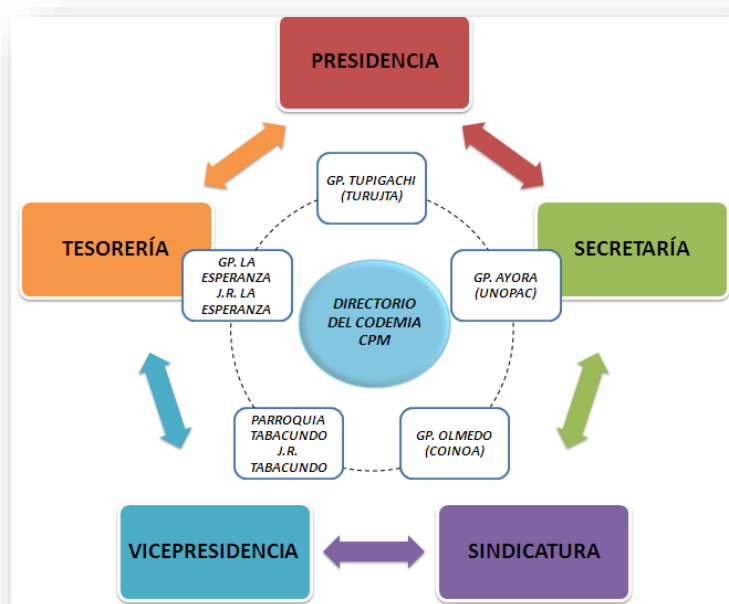 PRESIDENCIA
GP. TUPIGACHI
(TURUJTA)
TESORERÍA
SECRETARÍA
GP. LA
ESPERANZA
J.R. LA
ESPERANZA
GP. AYORA
(UNOPAC)
DIRECTORIO
DEL CODEMIA
CPM
PARROQUIA
TABACUNDO
J.R.
TABACUNDO
GP. OLMEDO
(COINOA)
VICEPRESIDENCIA
SINDICATURA